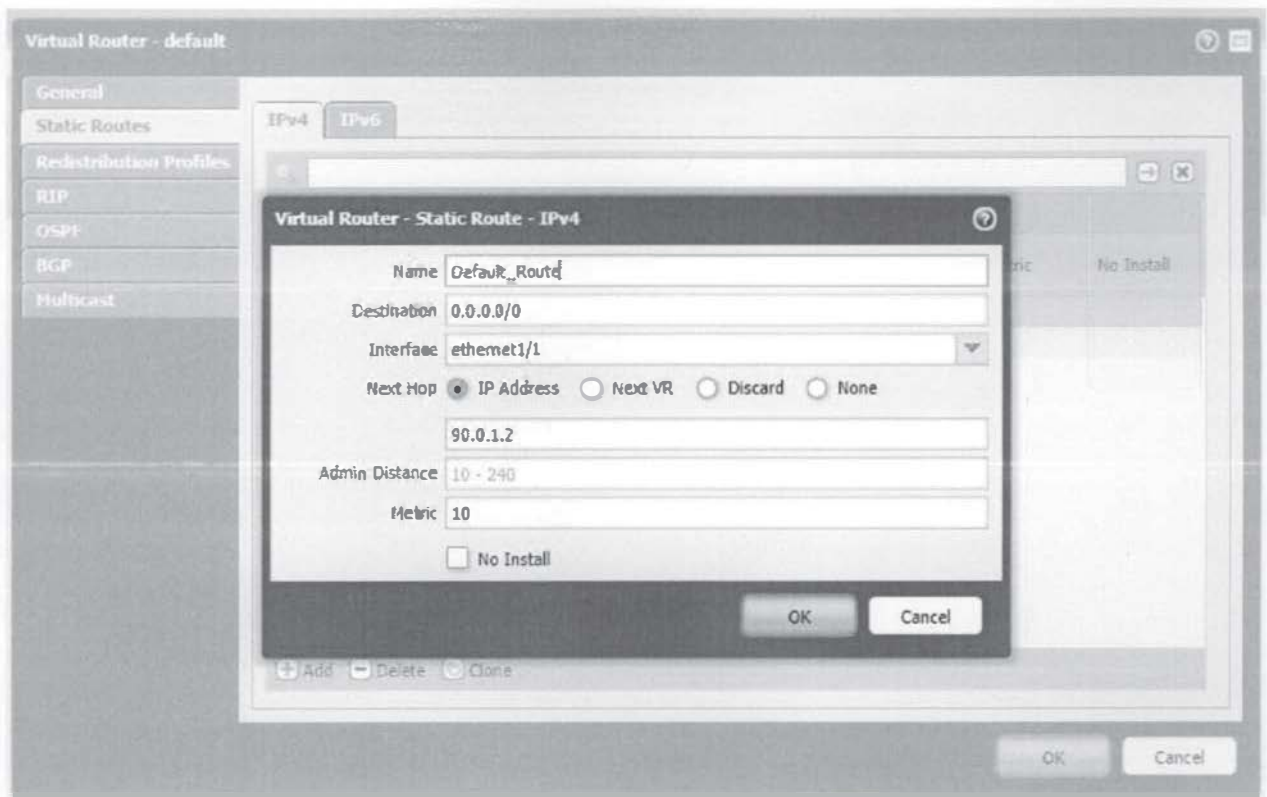 Virtual Router - default
General
Static Routes
Redistribution Profiles
RIP
OSPF
BGP
Multicast
IPv4 IPv6
No Install
Virtual Router - Static Route - IPv4
Name Default_Route
Destination 0.0.0.0/0
Interface ethernet1/1
Next Hop IP Address Next VR Discard None
90.0.1.2
Admin Distance 10 - 240
Metric 10
No Install
OK Cancel
Add Delete Clone
OK Cancel